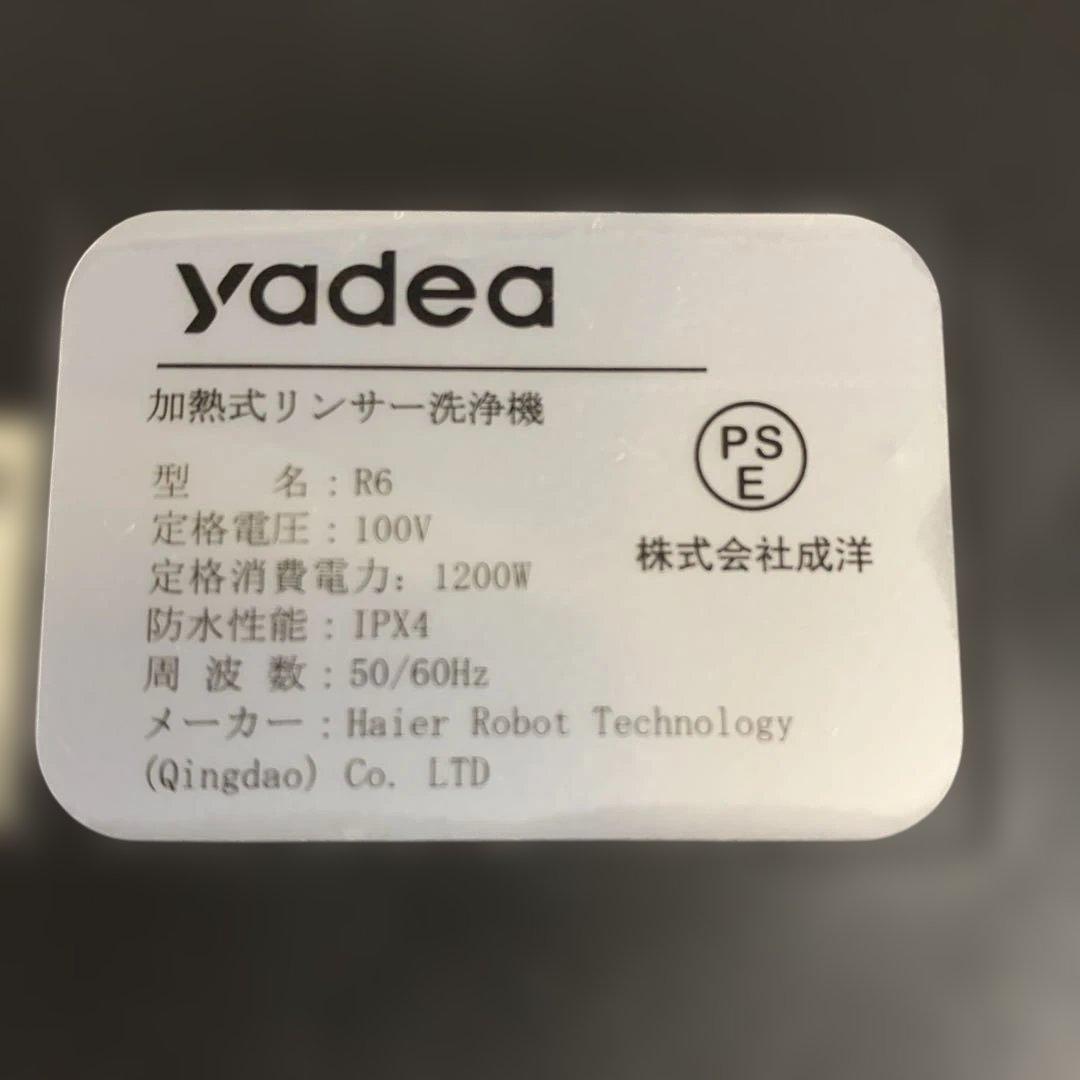 yadea
加熱式リンサー洗浄機
型　　名：R6
定格電圧：100V
定格消費電力：1200W
防水性能：IPX4
周 波 数：50/60Hz
メーカー：Haier Robot Technology
(Qingdao) Co. LTD
PS
E
株式会社成洋